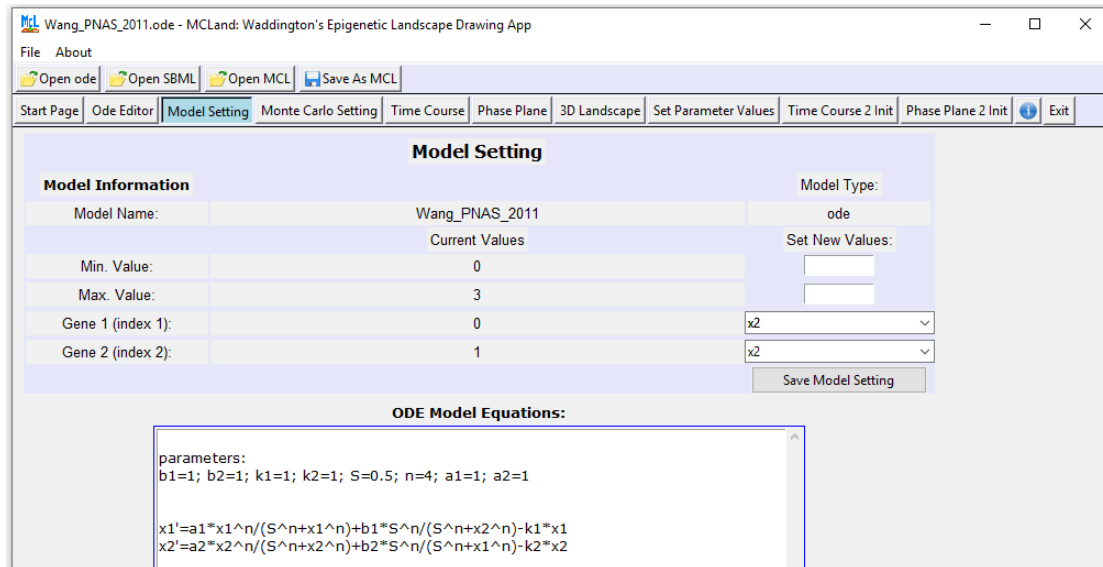 McL Wang_PNAS_2011.ode - MCLand: Waddington's Epigenetic Landscape Drawing App
File About
Open ode Open SBML Open MCL Save As MCL
Start Page Ode Editor Model Setting Monte Carlo Setting Time Course Phase Plane 3D Landscape Set Parameter Values Time Course 2 Init Phase Plane 2 Init i Exit
Model Setting
Model Information Model Type:
Model Name: Wang_PNAS_2011 ode
Current Values Set New Values:
Min. Value: 0
Max. Value: 3
Gene 1 (index 1): 0 x2
Gene 2 (index 2): 1 x2
Save Model Setting
ODE Model Equations:
parameters:
b1=1; b2=1; k1=1; k2=1; S=0.5; n=4; a1=1; a2=1
x1'=a1*x1^n/(S^n+x1^n)+b1*S^n/(S^n+x2^n)-k1*x1
x2'=a2*x2^n/(S^n+x2^n)+b2*S^n/(S^n+x1^n)-k2*x2